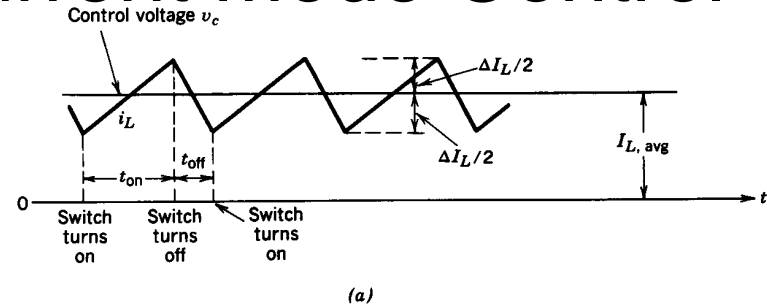 Control voltage v_c
ΔI_L/2
i_L
I_L, avg
ΔI_L/2
t_on
t_off
0
t
Switch turns on
Switch turns off
Switch turns on
(a)